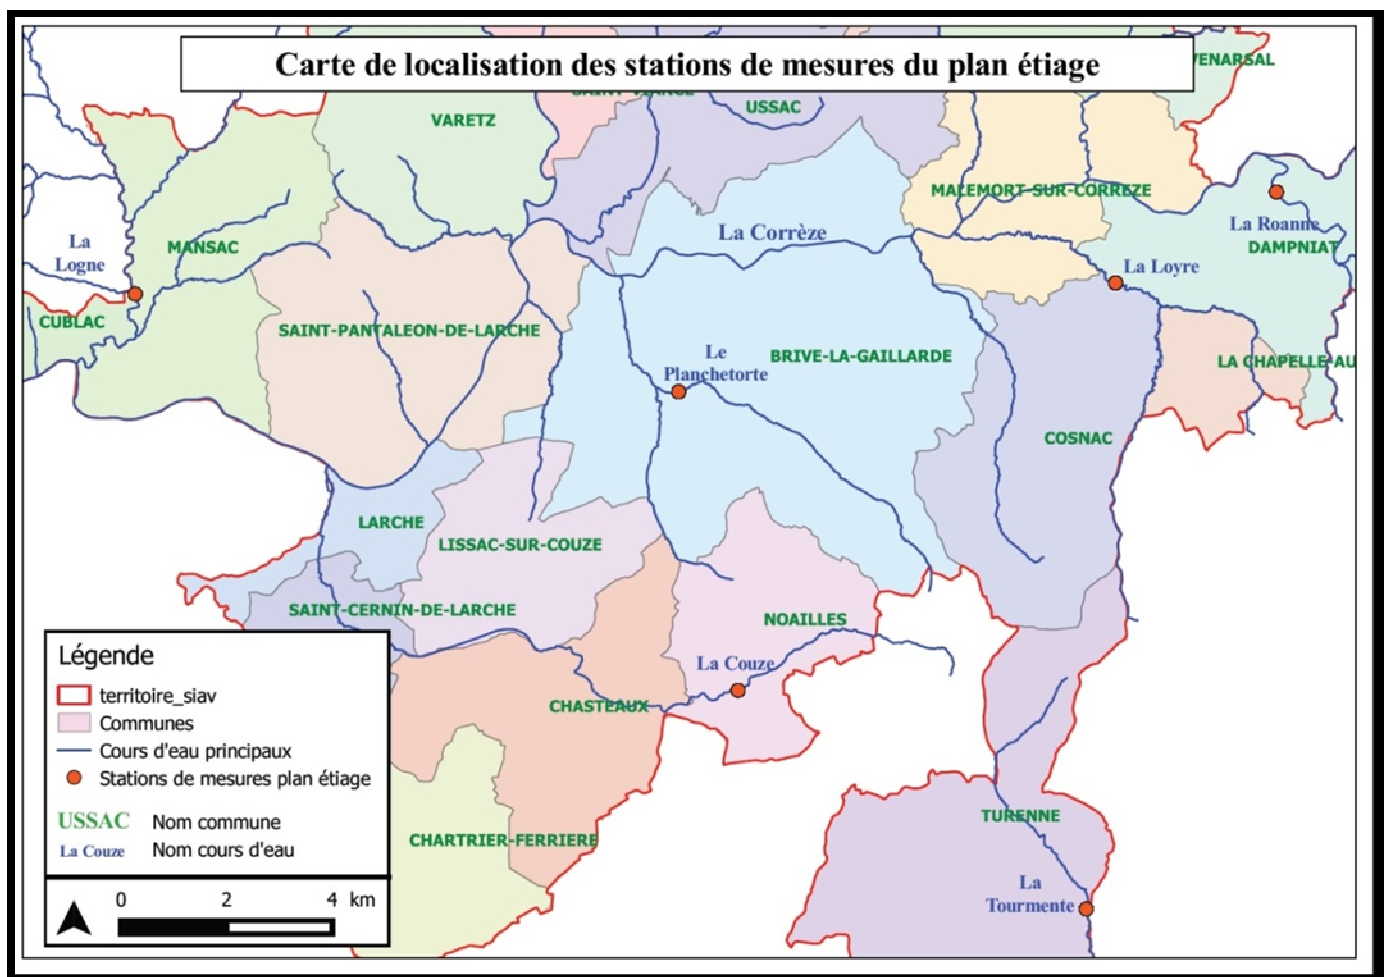 Carte de localisation des stations de mesures du plan étiage
VENARSAL
SAINT-VIANCE
USSAC
VARETZ
MALEMORT-SUR-CORREZE
La Roanne
DAMPNIAT
La Corrèze
La
Logne
MANSAC
La Loyre
CUBLAC
SAINT-PANTALEON-DE-LARCHE
Le
Planchetorte
BRIVE-LA-GAILLARDE
LA CHAPELLE-AU
COSNAC
LARCHE
LISSAC-SUR-COUZE
SAINT-CERNIN-DE-LARCHE
NOAILLES
La Couze
CHASTEAUX
TURENNE
CHARTRIER-FERRIERE
La
Tourmente
Légende
territoire_siav
Communes
Cours d'eau principaux
Stations de mesures plan étiage
USSAC Nom commune
La Couze Nom cours d'eau
0 2 4 km